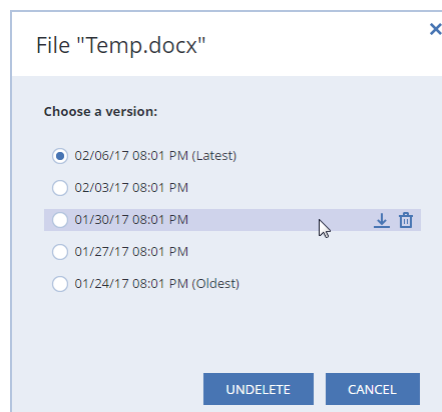 File "Temp.docx"
Choose a version:
02/06/17 08:01 PM (Latest)
02/03/17 08:01 PM
01/30/17 08:01 PM
01/27/17 08:01 PM
01/24/17 08:01 PM (Oldest)
UNDELETE CANCEL